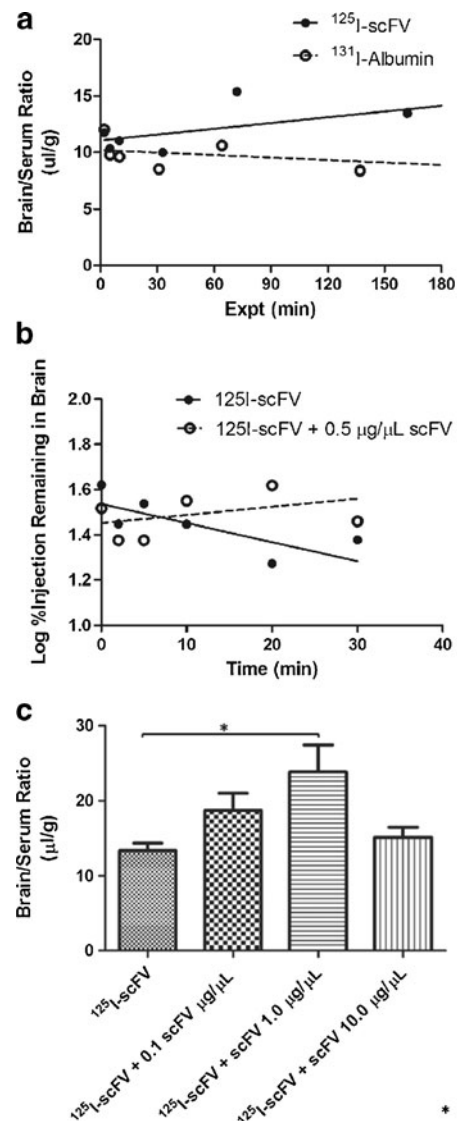 a
¹²⁵I-scFV
¹³¹I-Albumin
Brain/Serum Ratio
(ul/g)
20
15
10
5
0
0 30 60 90 120 150 180
Expt (min)
b
125I-scFV
125I-scFV + 0.5 µg/µL scFV
Log %Injection Remaining in Brain
2.0
1.8
1.6
1.4
1.2
1.0
0 10 20 30 40
Time (min)
c
*
Brain/Serum Ratio
(µl/g)
30
20
10
0
¹²⁵I-scFV
¹²⁵I-scFV + 0.1 scFV µg/µL
¹²⁵I-scFV + scFV 1.0 µg/µL
¹²⁵I-scFV + scFV 10.0 µg/µL
*